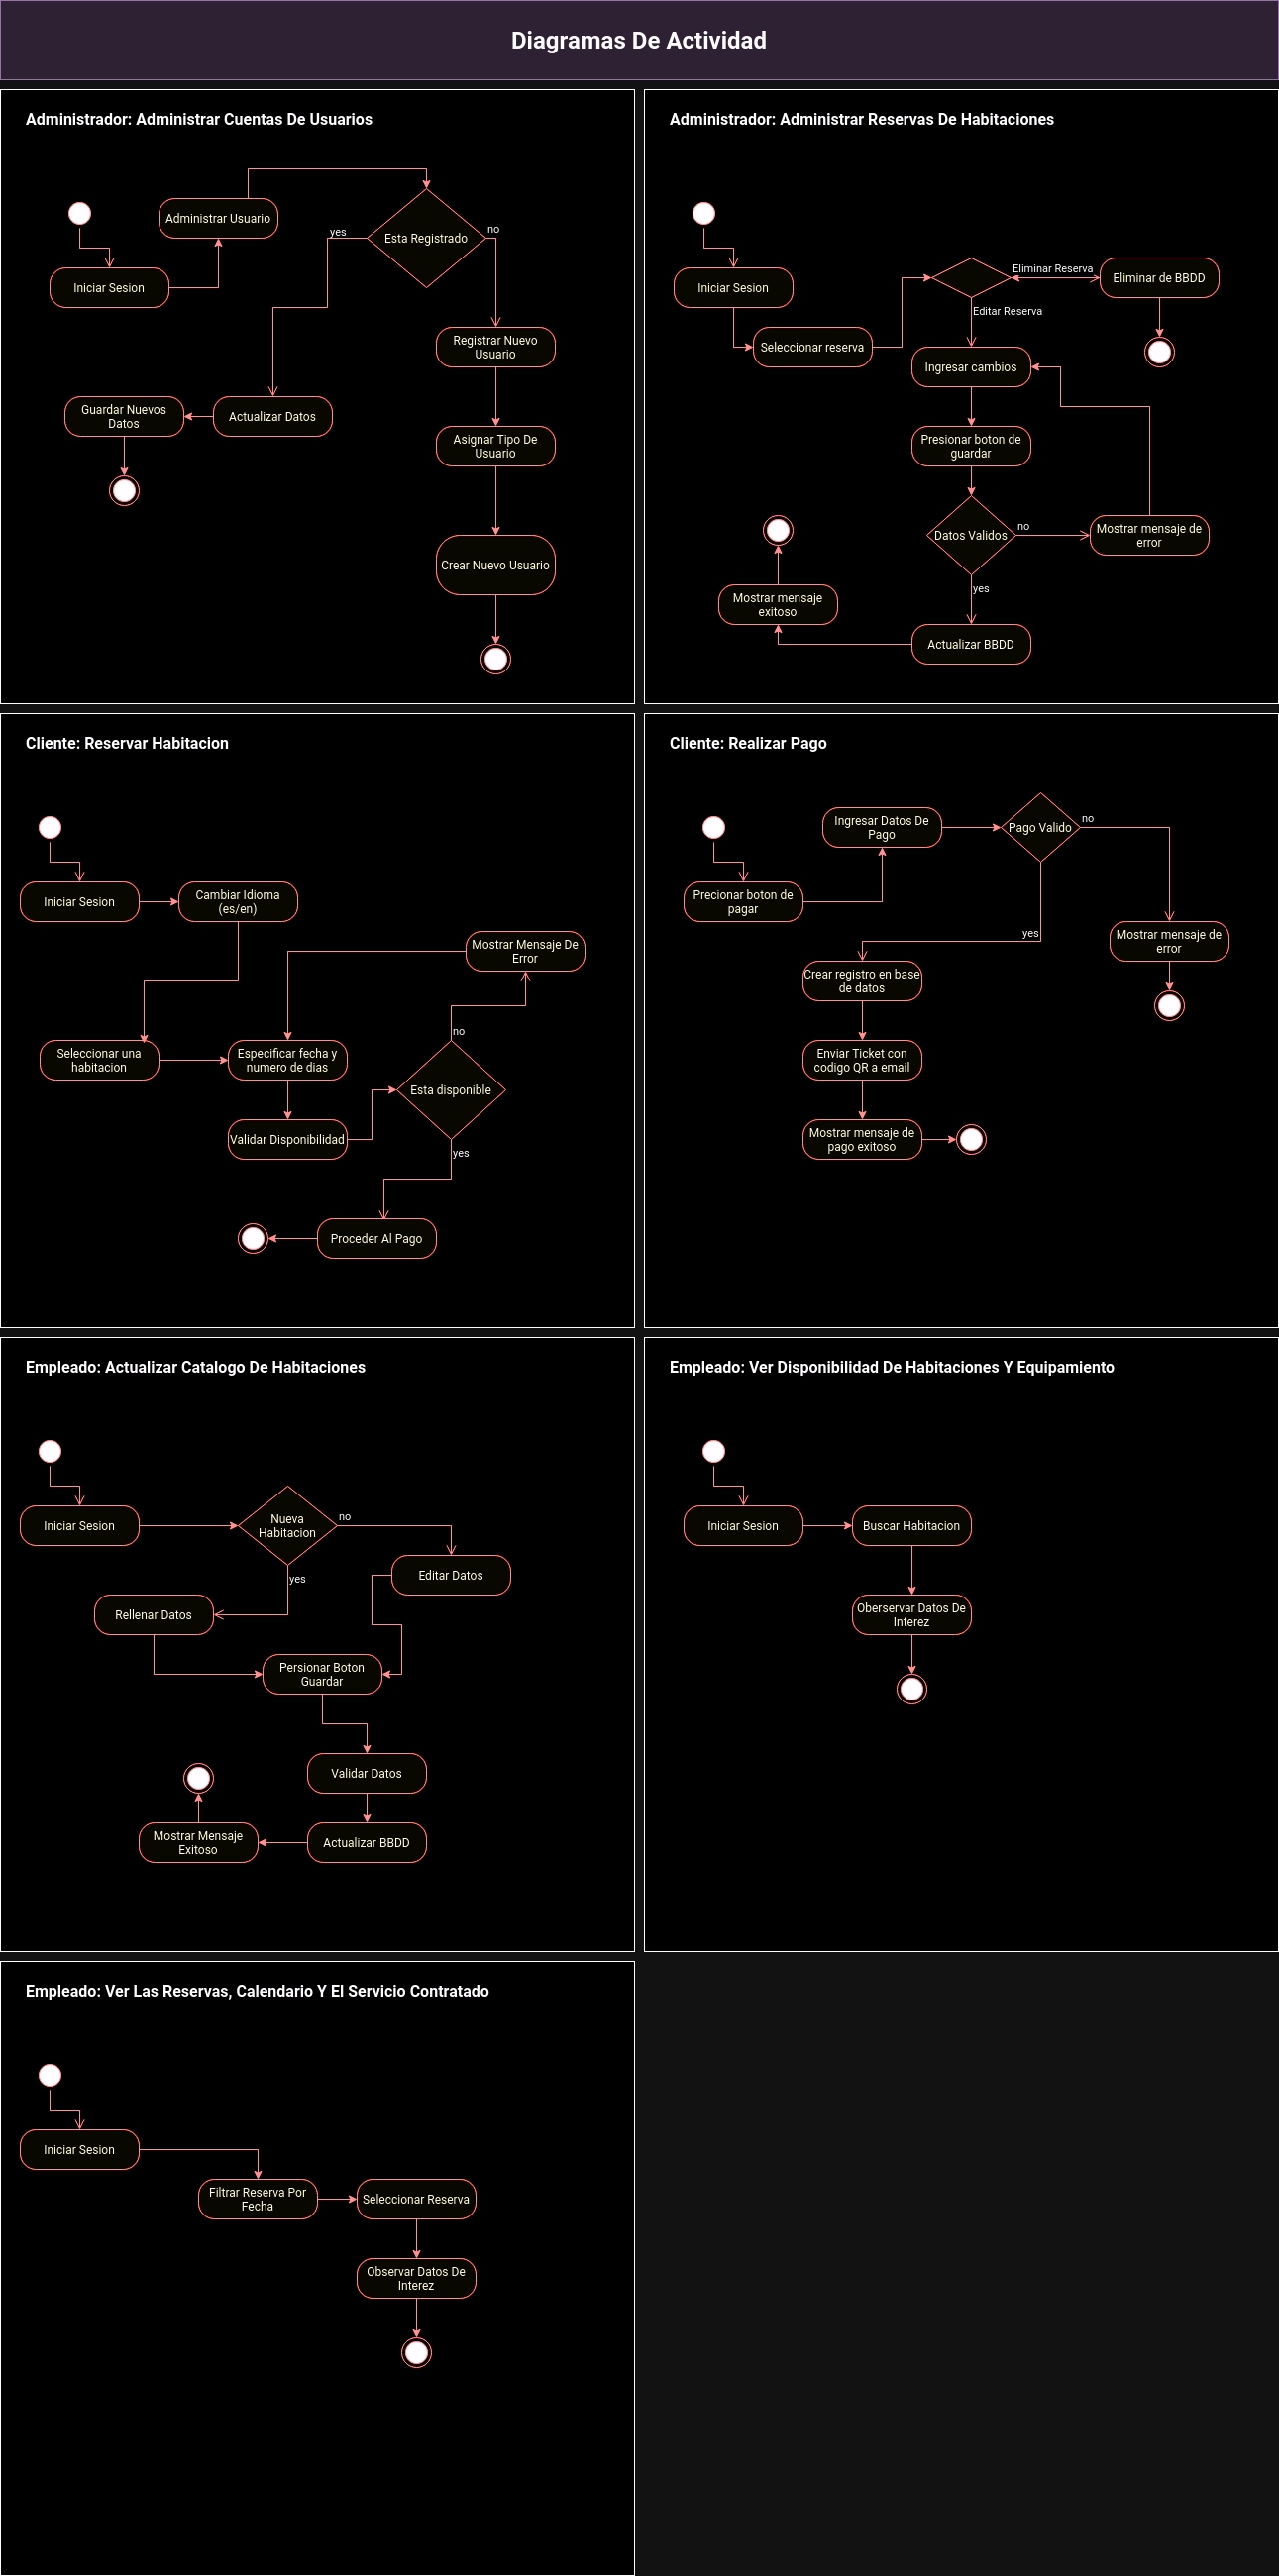 Diagramas De Actividad
Administrador: Administrar Cuentas De Usuarios
Administrar Usuario
Esta Registrado
yes
no
Iniciar Sesion
Registrar Nuevo
Usuario
Guardar Nuevos
Datos
Actualizar Datos
Asignar Tipo De
Usuario
Crear Nuevo Usuario
Administrador: Administrar Reservas De Habitaciones
Iniciar Sesion
Eliminar Reserva
Eliminar de BBDD
Editar Reserva
Seleccionar reserva
Ingresar cambios
Presionar boton de
guardar
Datos Validos
no
Mostrar mensaje de
error
yes
Mostrar mensaje
exitoso
Actualizar BBDD
Cliente: Reservar Habitacion
Iniciar Sesion
Cambiar Idioma
(es/en)
Mostrar Mensaje De
Error
no
Seleccionar una
habitacion
Especificar fecha y
numero de dias
Esta disponible
Validar Disponibilidad
yes
Proceder Al Pago
Cliente: Realizar Pago
Ingresar Datos De
Pago
Pago Valido
no
Precionar boton de
pagar
yes
Mostrar mensaje de
error
Crear registro en base
de datos
Enviar Ticket con
codigo QR a email
Mostrar mensaje de
pago exitoso
Empleado: Actualizar Catalogo De Habitaciones
Iniciar Sesion
Nueva
Habitacion
no
Editar Datos
yes
Rellenar Datos
Persionar Boton
Guardar
Validar Datos
Mostrar Mensaje
Exitoso
Actualizar BBDD
Empleado: Ver Disponibilidad De Habitaciones Y Equipamiento
Iniciar Sesion
Buscar Habitacion
Oberservar Datos De
Interez
Empleado: Ver Las Reservas, Calendario Y El Servicio Contratado
Iniciar Sesion
Filtrar Reserva Por
Fecha
Seleccionar Reserva
Observar Datos De
Interez